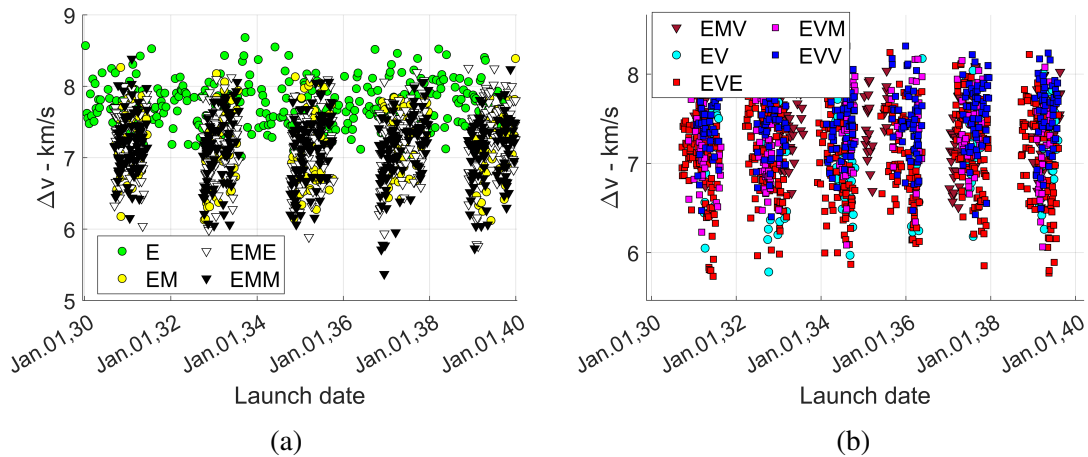 9
8
7
6
5
Δv - km/s
E
EM
EME
EMM
Jan.01,30
Jan.01,32
Jan.01,34
Jan.01,36
Jan.01,38
Jan.01,40
Launch date
(a)
8
7
6
Δv - km/s
EMV
EV
EVE
EVM
EVV
Jan.01,30
Jan.01,32
Jan.01,34
Jan.01,36
Jan.01,38
Jan.01,40
Launch date
(b)